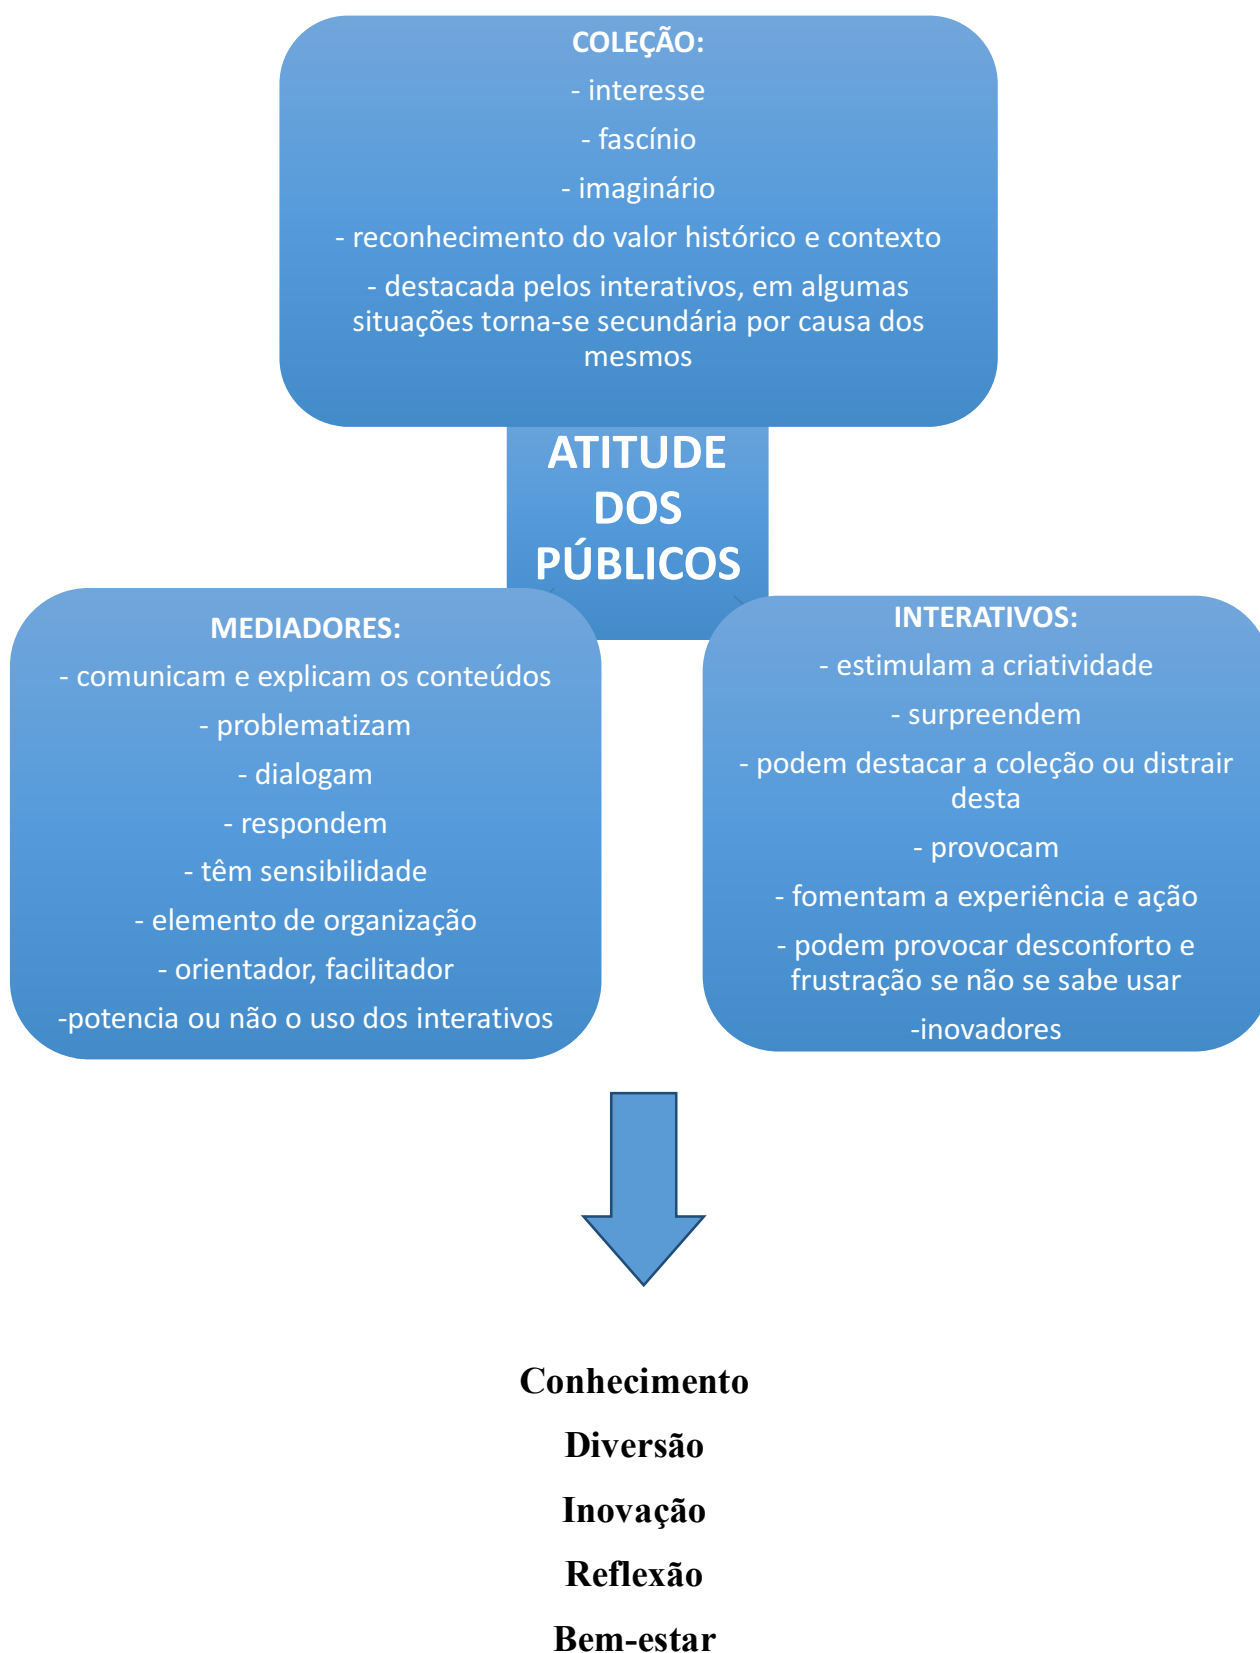 COLEÇÃO:
- interesse
- fascínio
- imaginário
- reconhecimento do valor histórico e contexto
- destacada pelos interativos, em algumas
situações torna-se secundária por causa dos
mesmos
ATITUDE
DOS
PÚBLICOS
MEDIADORES:
- comunicam e explicam os conteúdos
- problematizam
- dialogam
- respondem
- têm sensibilidade
- elemento de organização
- orientador, facilitador
-potencia ou não o uso dos interativos
INTERATIVOS:
- estimulam a criatividade
- surpreendem
- podem destacar a coleção ou distrair
desta
- provocam
- fomentam a experiência e ação
- podem provocar desconforto e
frustração se não se sabe usar
-inovadores
Conhecimento
Diversão
Inovação
Reflexão
Bem-estar